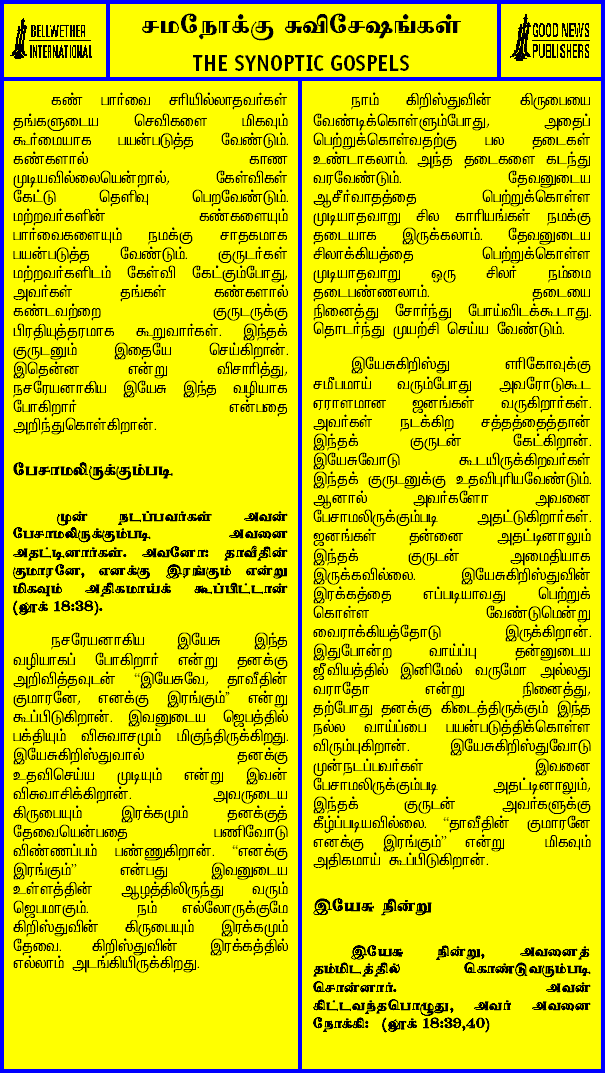 BELLWETHER
INTERNATIONAL
சமநோக்கு சுவிசேஷங்கள்
THE SYNOPTIC GOSPELS
GOOD NEWS
PUBLISHERS
கண் பார்வை சரியில்லாதவர்கள்
தங்களுடைய செவிகளை மிகவும்
கூர்மையாக பயன்படுத்த வேண்டும்.
கண்களால் காண
முடியவில்லையென்றால், கேள்விகள்
கேட்டு தெளிவு பெறவேண்டும்.
மற்றவர்களின் கண்களையும்
பார்வைகளையும் நமக்கு சாதகமாக
பயன்படுத்த வேண்டும். குருடர்கள்
மற்றவர்களிடம் கேள்வி கேட்கும்போது,
அவர்கள் தங்கள் கண்களால்
கண்டவற்றை குருடருக்கு
பிரதியுத்தரமாக கூறுவார்கள். இந்தக்
குருடனும் இதையே செய்கிறான்.
இதென்ன என்று விசாரித்து,
நசரேயனாகிய இயேசு இந்த வழியாக
போகிறார் என்பதை
அறிந்துகொள்கிறான்.
பேசாமலிருக்கும்படி
முன் நடப்பவர்கள் அவன்
பேசாமலிருக்கும்படி அவனை
அதட்டினார்கள். அவனோ: தாவீதின்
குமாரனே, எனக்கு இரங்கும் என்று
மிகவும் அதிகமாய்க் கூப்பிட்டான்
(லூக் 18:38).
நசரேயனாகிய இயேசு இந்த
வழியாகப் போகிறார் என்று தனக்கு
அறிவித்தவுடன் “இயேசுவே, தாவீதின்
குமாரனே, எனக்கு இரங்கும்” என்று
கூப்பிடுகிறான். இவனுடைய ஜெபத்தில்
பக்தியும் விசுவாசமும் மிகுந்திருக்கிறது.
இயேசுகிறிஸ்துவால் தனக்கு
உதவிசெய்ய முடியும் என்று இவன்
விசுவாசிக்கிறான். அவருடைய
கிருபையும் இரக்கமும் தனக்குத்
தேவையென்பதை பணிவோடு
விண்ணப்பம் பண்ணுகிறான். “எனக்கு
இரங்கும்” என்பது இவனுடைய
உள்ளத்தின் ஆழத்திலிருந்து வரும்
ஜெபமாகும். நம் எல்லோருக்குமே
கிறிஸ்துவின் கிருபையும் இரக்கமும்
தேவை. கிறிஸ்துவின் இரக்கத்தில்
எல்லாம் அடங்கியிருக்கிறது.
நாம் கிறிஸ்துவின் கிருபையை
வேண்டிக்கொள்ளும்போது, அதைப்
பெற்றுக்கொள்வதற்கு பல தடைகள்
உண்டாகலாம். அந்த தடைகளை கடந்து
வரவேண்டும். தேவனுடைய
ஆசீர்வாதத்தை பெற்றுக்கொள்ள
முடியாதவாறு சில காரியங்கள் நமக்கு
தடையாக இருக்கலாம். தேவனுடைய
சிலாக்கியத்தை பெற்றுக்கொள்ள
முடியாதவாறு ஒரு சிலர் நம்மை
தடைபண்ணலாம். தடையை
நினைத்து சோர்ந்து போய்விடக்கூடாது.
தொடர்ந்து முயற்சி செய்ய வேண்டும்.
இயேசுகிறிஸ்து எரிகோவுக்கு
சமீபமாய் வரும்போது அவரோடுகூட
ஏராளமான ஜனங்கள் வருகிறார்கள்.
அவர்கள் நடக்கிற சத்தத்தைத்தான்
இந்தக் குருடன் கேட்கிறான்.
இயேசுவோடு கூடயிருக்கிறவர்கள்
இந்தக் குருடனுக்கு உதவிபுரியவேண்டும்.
ஆனால் அவர்களோ அவனை
பேசாமலிருக்கும்படி அதட்டுகிறார்கள்.
ஜனங்கள் தன்னை அதட்டினாலும்
இந்தக் குருடன் அமைதியாக
இருக்கவில்லை. இயேசுகிறிஸ்துவின்
இரக்கத்தை எப்படியாவது பெற்றுக்
கொள்ள வேண்டுமென்று
வைராக்கியத்தோடு இருக்கிறான்.
இதுபோன்ற வாய்ப்பு தன்னுடைய
ஜீவியத்தில் இனிமேல் வருமோ அல்லது
வராதோ என்று நினைத்து,
தற்போது தனக்கு கிடைத்திருக்கும் இந்த
நல்ல வாய்ப்பை பயன்படுத்திக்கொள்ள
விரும்புகிறான். இயேசுகிறிஸ்துவோடு
முன்நடப்பவர்கள் இவனை
பேசாமலிருக்கும்படி அதட்டினாலும்,
இந்தக் குருடன் அவர்களுக்கு
கீழ்ப்படியவில்லை. “தாவீதின் குமாரனே
எனக்கு இரங்கும்” என்று மிகவும்
அதிகமாய் கூப்பிடுகிறான்.
இயேசு நின்று
இயேசு நின்று, அவனைத்
தம்மிடத்தில் கொண்டுவரும்படி
சொன்னார். அவன்
கிட்டவந்தபொழுது, அவர் அவனை
நோக்கி: (லூக் 18:39,40)